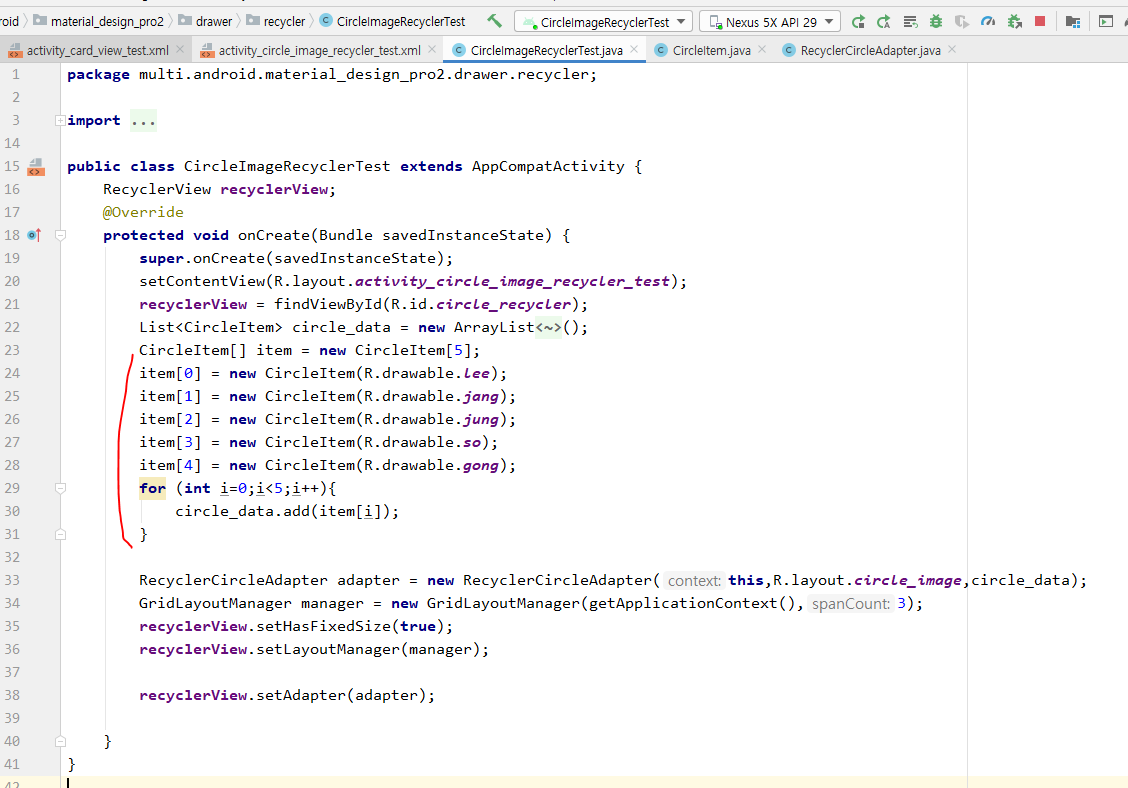 roid material_design_pro2 drawer recycler CircleImageRecyclerTest CircleImageRecyclerTest Nexus 5X API 29
activity_card_view_test.xml activity_circle_image_recycler_test.xml CircleImageRecyclerTest.java CircleItem.java RecyclerCircleAdapter.java
1 package multi.android.material_design_pro2.drawer.recycler;
2
3 import ...
14
15 public class CircleImageRecyclerTest extends AppCompatActivity {
16 RecyclerView recyclerView;
17 @Override
18 protected void onCreate(Bundle savedInstanceState) {
19 super.onCreate(savedInstanceState);
20 setContentView(R.layout.activity_circle_image_recycler_test);
21 recyclerView = findViewById(R.id.circle_recycler);
22 List<CircleItem> circle_data = new ArrayList<~>();
23 CircleItem[] item = new CircleItem[5];
24 item[0] = new CircleItem(R.drawable.lee);
25 item[1] = new CircleItem(R.drawable.jang);
26 item[2] = new CircleItem(R.drawable.jung);
27 item[3] = new CircleItem(R.drawable.so);
28 item[4] = new CircleItem(R.drawable.gong);
29 for (int i=0;i<5;i++){
30 circle_data.add(item[i]);
31 }
32
33 RecyclerCircleAdapter adapter = new RecyclerCircleAdapter( context: this,R.layout.circle_image,circle_data);
34 GridLayoutManager manager = new GridLayoutManager(getApplicationContext(), spanCount: 3);
35 recyclerView.setHasFixedSize(true);
36 recyclerView.setLayoutManager(manager);
37
38 recyclerView.setAdapter(adapter);
39
40 }
41 }
42